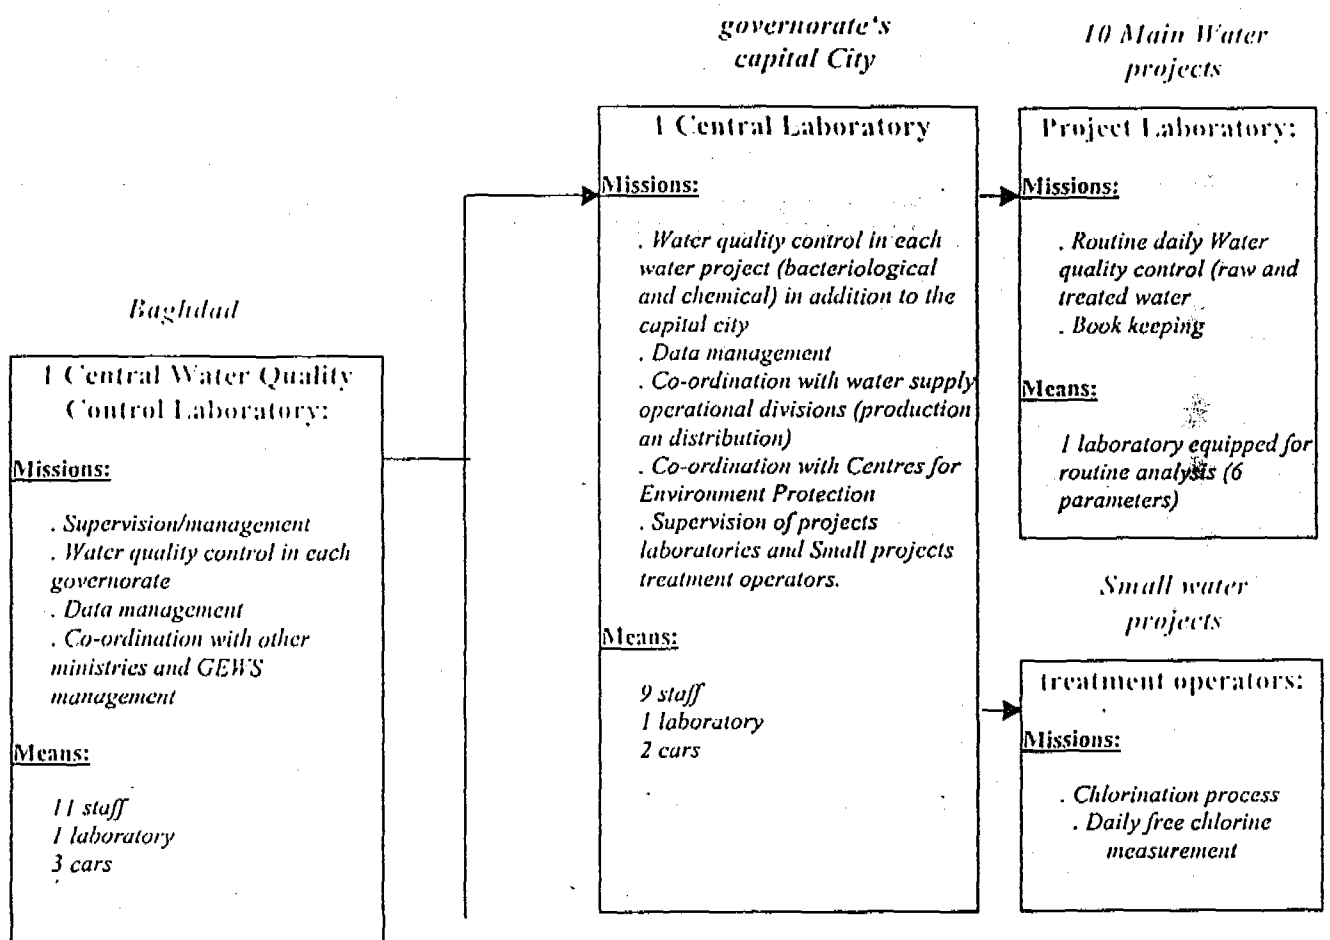 Baghdad
1 Central Water Quality
Control Laboratory:
Missions:
. Supervision/management
. Water quality control in each
governorate
. Data management
. Co-ordination with other
ministries and GEWS
management
Means:
11 staff
1 laboratory
3 cars
governorate's
capital City
1 Central Laboratory
Missions:
. Water quality control in each
water project (bacteriological
and chemical) in addition to the
capital city
. Data management
. Co-ordination with water supply
operational divisions (production
an distribution)
. Co-ordination with Centres for
Environment Protection
. Supervision of projects
laboratories and Small projects
treatment operators.
Means:
9 staff
1 laboratory
2 cars
10 Main Water
projects
Project Laboratory:
Missions:
. Routine daily Water
quality control (raw and
treated water
. Book keeping
Means:
1 laboratory equipped for
routine analysis (6
parameters)
Small water
projects
treatment operators:
Missions:
. Chlorination process
. Daily free chlorine
measurement